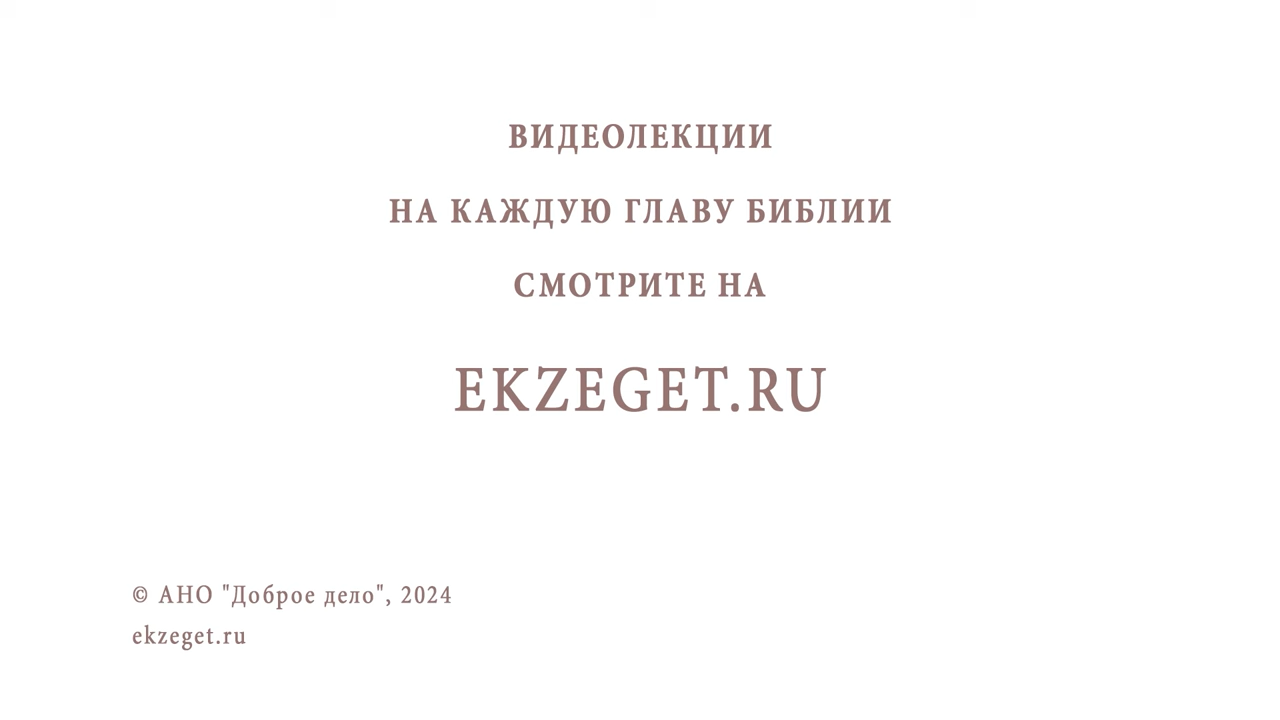 ВИДЕОЛЕКЦИИ
НА КАЖДУЮ ГЛАВУ БИБЛИИ
СМОТРИТЕ НА
EKZEGET.RU
© АНО "Доброе дело", 2024
ekzeget.ru